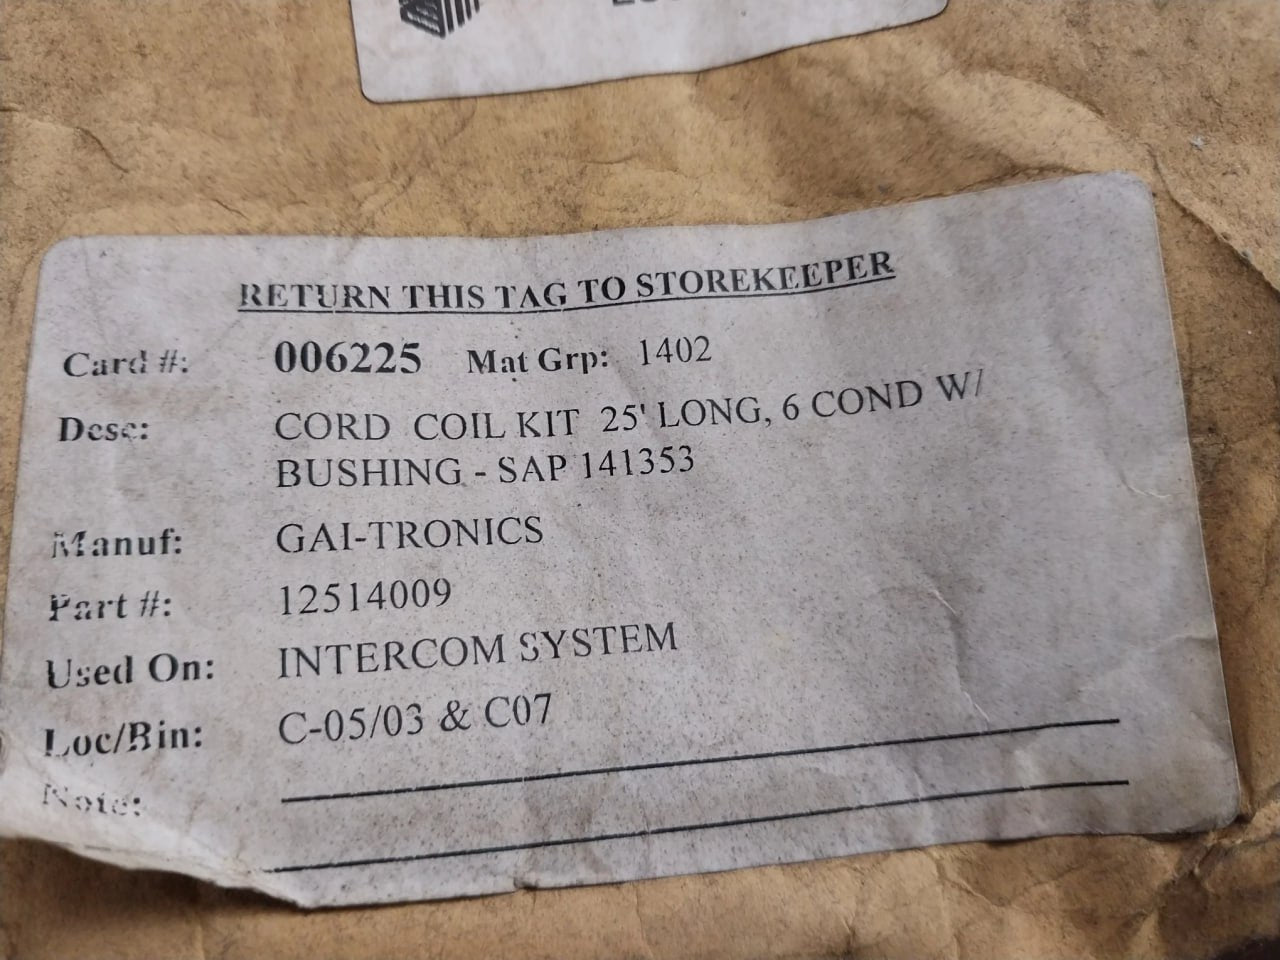 RETURN THIS TAG TO STOREKEEPER
Card #: 006225 Mat Grp: 1402
Desc: CORD COIL KIT 25' LONG, 6 COND W/
BUSHING - SAP 141353
Manuf: GAI-TRONICS
Part #: 12514009
Used On: INTERCOM SYSTEM
Loc/Bin: C-05/03 & C07
Note: